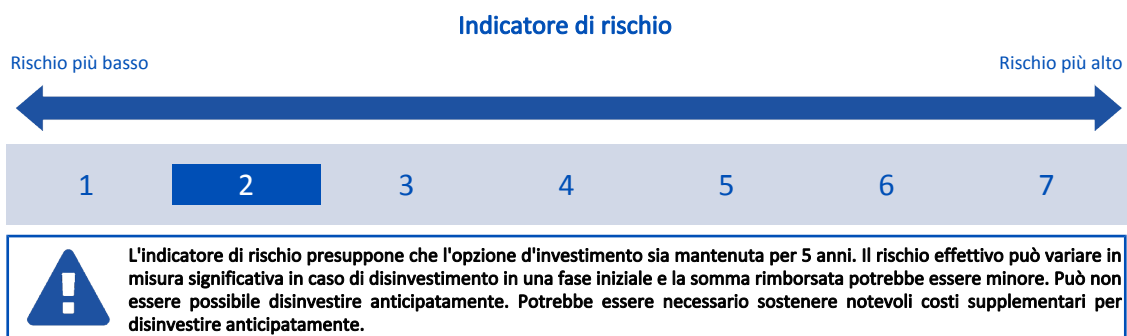 Indicatore di rischio
Rischio più basso
Rischio più alto
1 2 3 4 5 6 7
L'indicatore di rischio presuppone che l'opzione d'investimento sia mantenuta per 5 anni. Il rischio effettivo può variare in
misura significativa in caso di disinvestimento in una fase iniziale e la somma rimborsata potrebbe essere minore. Può non
essere possibile disinvestire anticipatamente. Potrebbe essere necessario sostenere notevoli costi supplementari per
disinvestire anticipatamente.